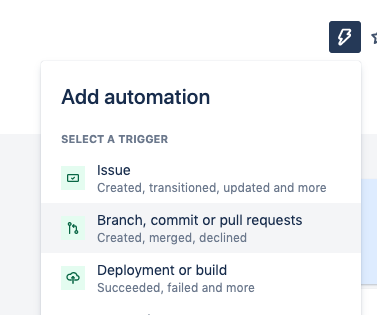 Add automation
SELECT A TRIGGER
Issue
Created, transitioned, updated and more
Branch, commit or pull requests
Created, merged, declined
Deployment or build
Succeeded, failed and more